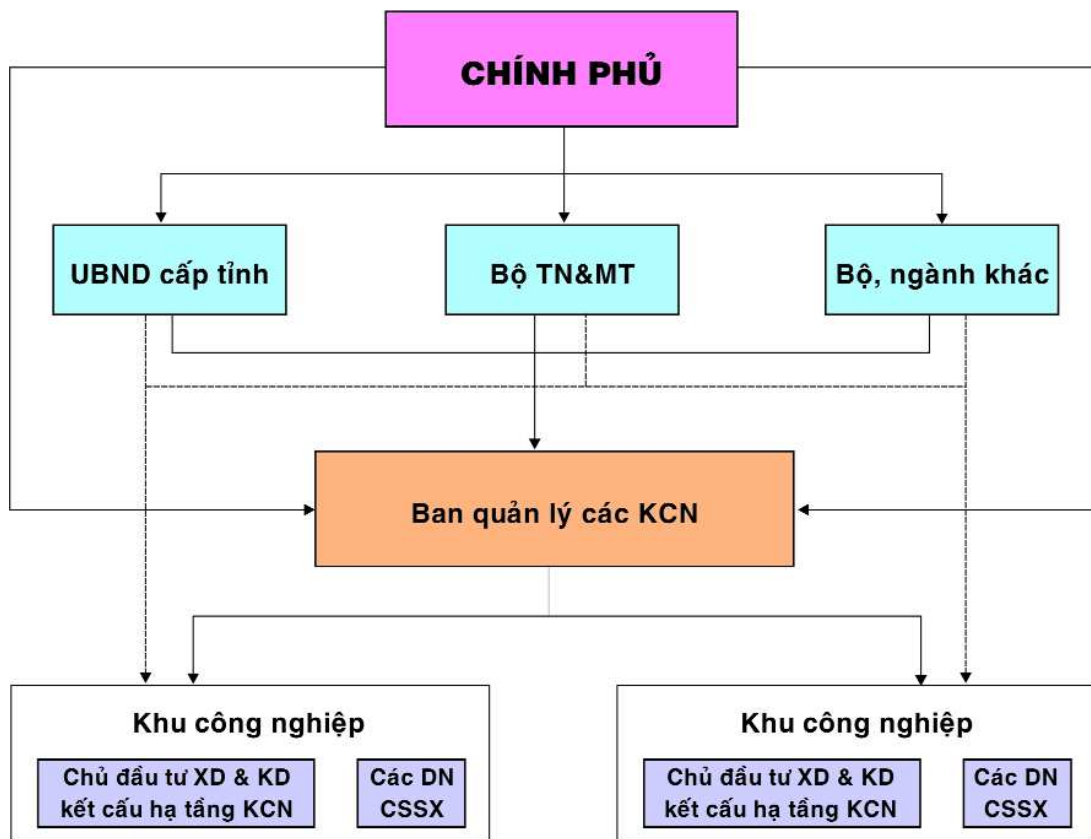 CHÍNH PHỦ
UBND cấp tỉnh
Bộ TN&MT
Bộ, ngành khác
Ban quản lý các KCN
Khu công nghiệp
Chủ đầu tư XD & KD
kết cấu hạ tầng KCN
Các DN
CSSX
Khu công nghiệp
Chủ đầu tư XD & KD
kết cấu hạ tầng KCN
Các DN
CSSX